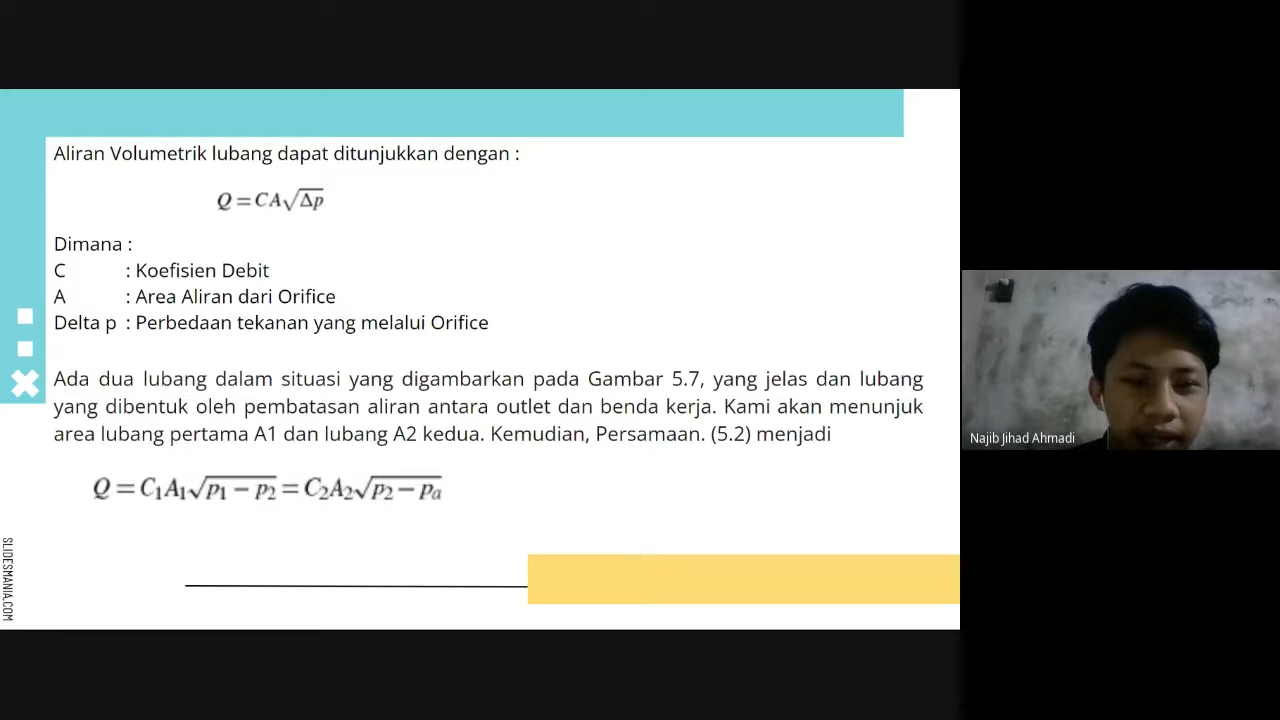 Aliran Volumetrik lubang dapat ditunjukkan dengan :
Q = CA√Δp
Dimana :
C : Koefisien Debit
A : Area Aliran dari Orifice
Delta p : Perbedaan tekanan yang melalui Orifice
Ada dua lubang dalam situasi yang digambarkan pada Gambar 5.7, yang jelas dan lubang
yang dibentuk oleh pembatasan aliran antara outlet dan benda kerja. Kami akan menunjuk
area lubang pertama A1 dan lubang A2 kedua. Kemudian, Persamaan. (5.2) menjadi
Q = C₁A₁√p₁ − p₂ = C₂A₂√p₂ − pₐ
SLIDESMANIA.COM
Najib Jihad Ahmadi